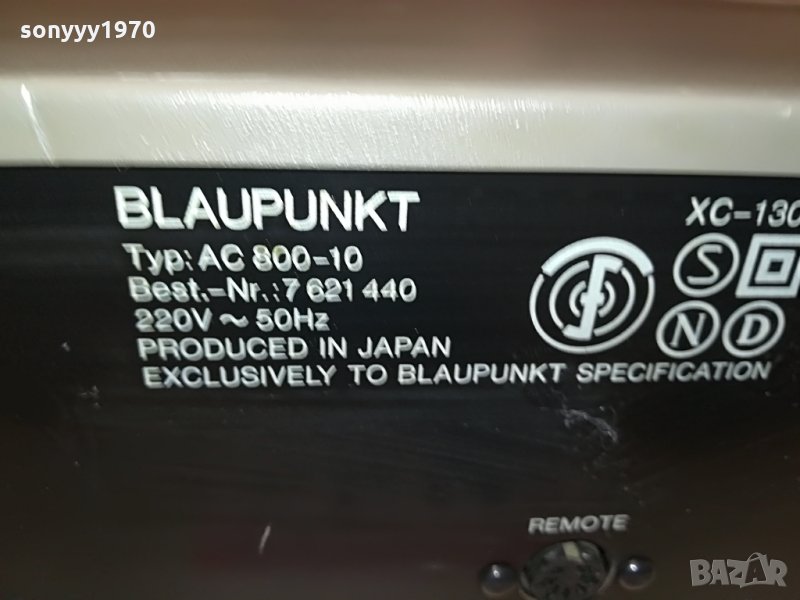 sonyyy1970
BLAUPUNKT
XC-130
Typ: AC 800-10
Best.-Nr.: 7 621 440
220V ~ 50Hz
PRODUCED IN JAPAN
EXCLUSIVELY TO BLAUPUNKT SPECIFICATION
S
N D
REMOTE
BAZAR